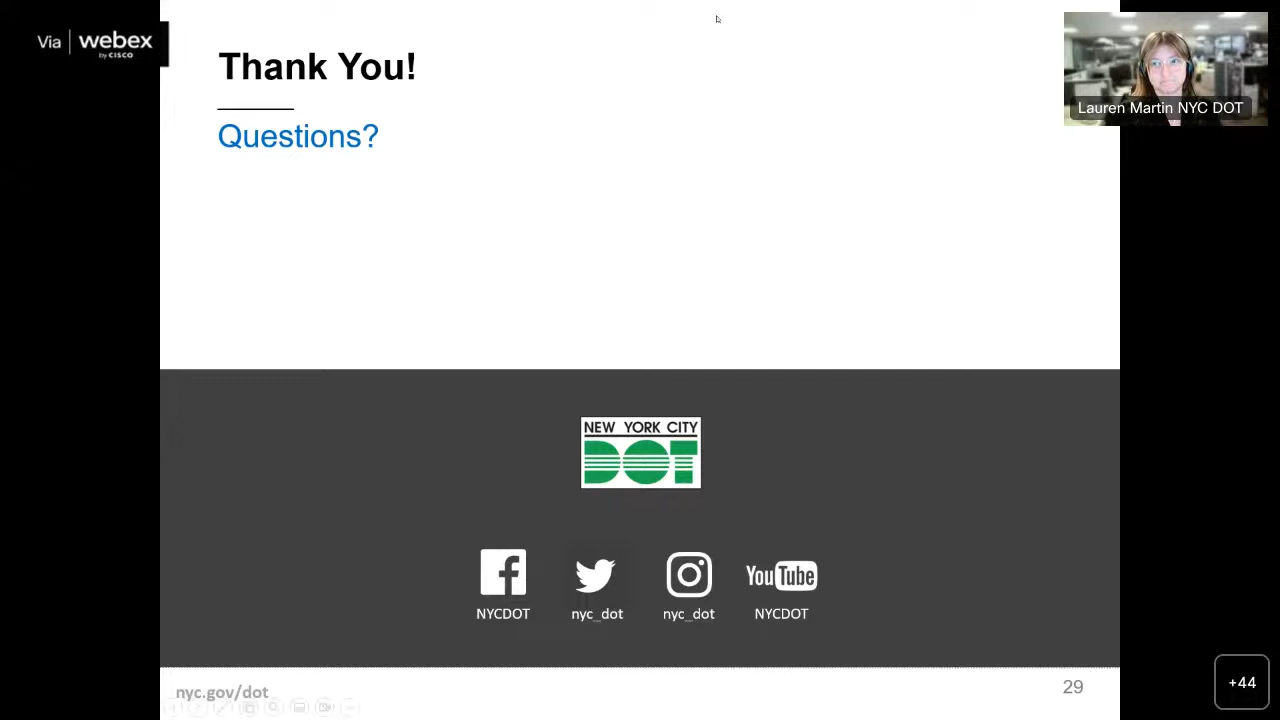 Via webex
by CISCO
Thank You!
Lauren Martin NYC DOT
Questions?
NEW YORK CITY
DOT
YouTube
NYCDOT
nyc_dot
nyc_dot
NYCDOT
nyc.gov/dot
29
+44